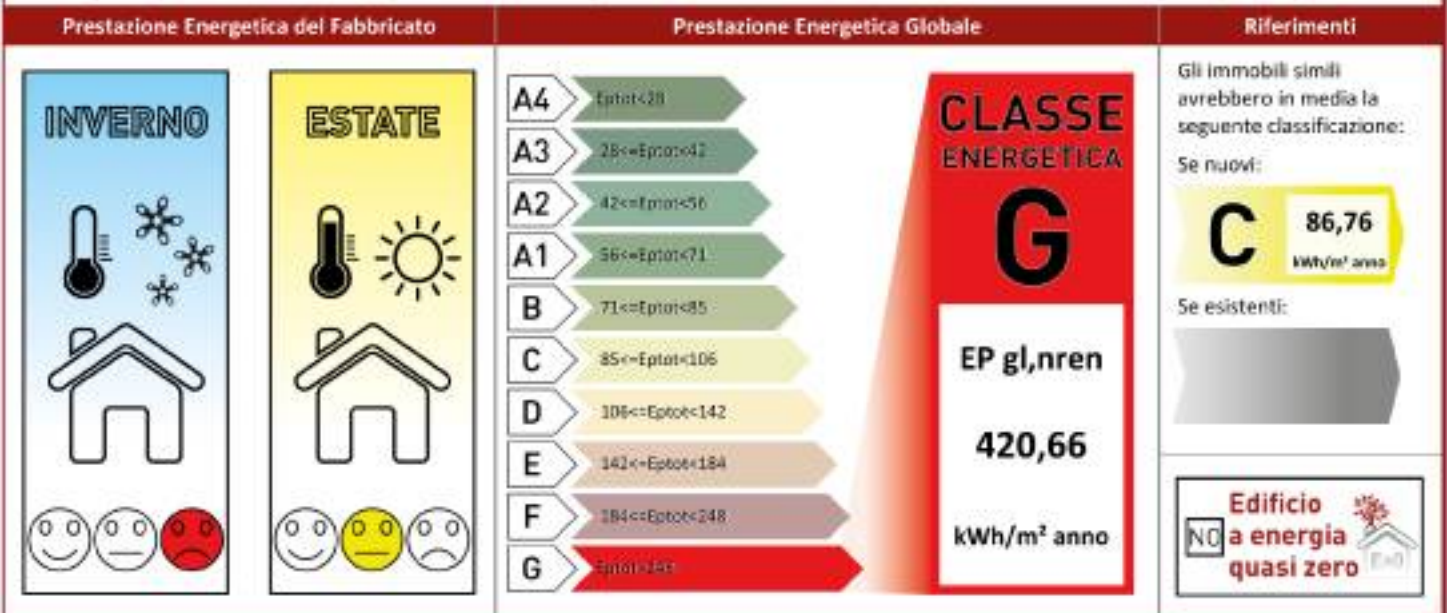 Prestazione Energetica del Fabbricato
Prestazione Energetica Globale
Riferimenti
INVERNO
ESTATE
A4
Eptot<28
A3
28<=Eptot<42
A2
42<=Eptot<56
A1
56<=Eptot<71
B
71<=Eptot<85
C
85<=Eptot<106
D
106<=Eptot<142
E
142<=Eptot<184
F
184<=Eptot<248
G
CLASSE
ENERGETICA
G
EP gl,nren
420,66
kWh/m² anno
Gli immobili simili
avrebbero in media la
seguente classificazione:
Se nuovi:
C
86,76
kWh/m² anno
Se esistenti:
NO
Edificio
a energia
quasi zero